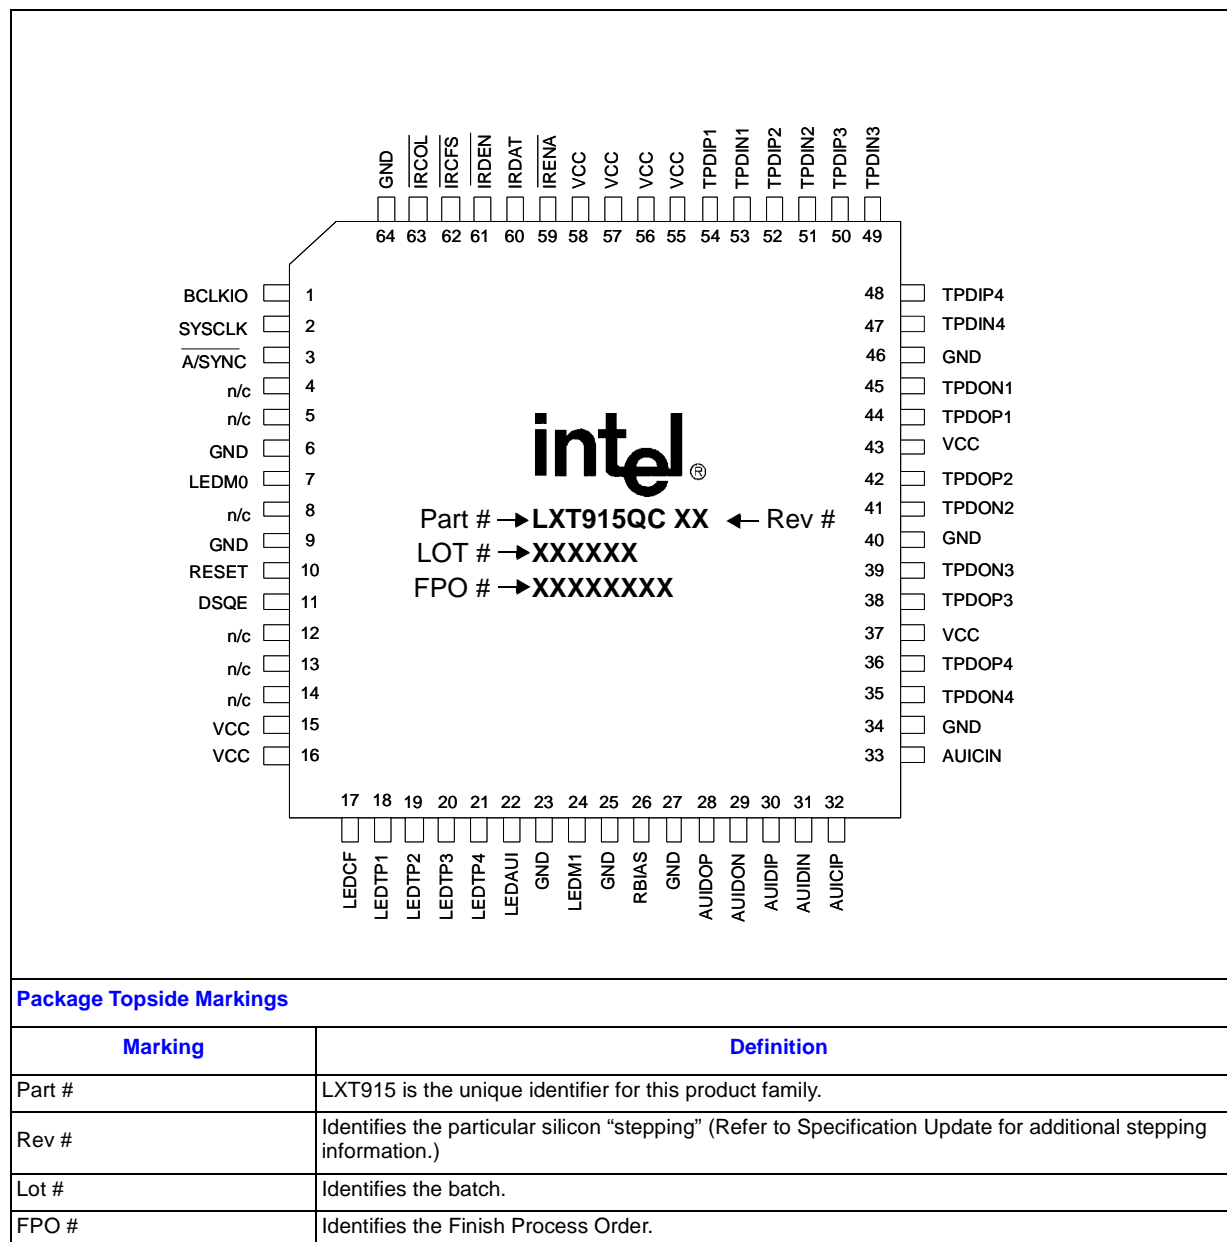 GND IRCOL IRCFS IRDEN IRDAT IRENA VCC VCC VCC VCC TPDIP1 TPDIN1 TPDIP2 TPDIN2 TPDIP3 TPDIN3
64 63 62 61 60 59 58 57 56 55 54 53 52 51 50 49
BCLKIO 1 48 TPDIP4
SYSCLK 2 47 TPDIN4
A/SYNC 3 46 GND
n/c 4 45 TPDON1
n/c 5 44 TPDOP1
GND 6 43 VCC
LEDM0 7 42 TPDOP2
n/c 8 41 TPDON2
GND 9 40 GND
RESET 10 39 TPDON3
DSQE 11 38 TPDOP3
n/c 12 37 VCC
n/c 13 36 TPDOP4
n/c 14 35 TPDON4
VCC 15 34 GND
VCC 16 33 AUICIN
intel®
Part # → LXT915QC XX ← Rev #
LOT # → XXXXXX
FPO # → XXXXXXXX
17 18 19 20 21 22 23 24 25 26 27 28 29 30 31 32
LEDCF LEDTP1 LEDTP2 LEDTP3 LEDTP4 LEDAUI GND LEDM1 GND RBIAS GND AUIDOP AUIDON AUIDIP AUIDIN AUICIP
Package Topside Markings
Marking Definition
Part # LXT915 is the unique identifier for this product family.
Rev # Identifies the particular silicon “stepping” (Refer to Specification Update for additional stepping
information.)
Lot # Identifies the batch.
FPO # Identifies the Finish Process Order.